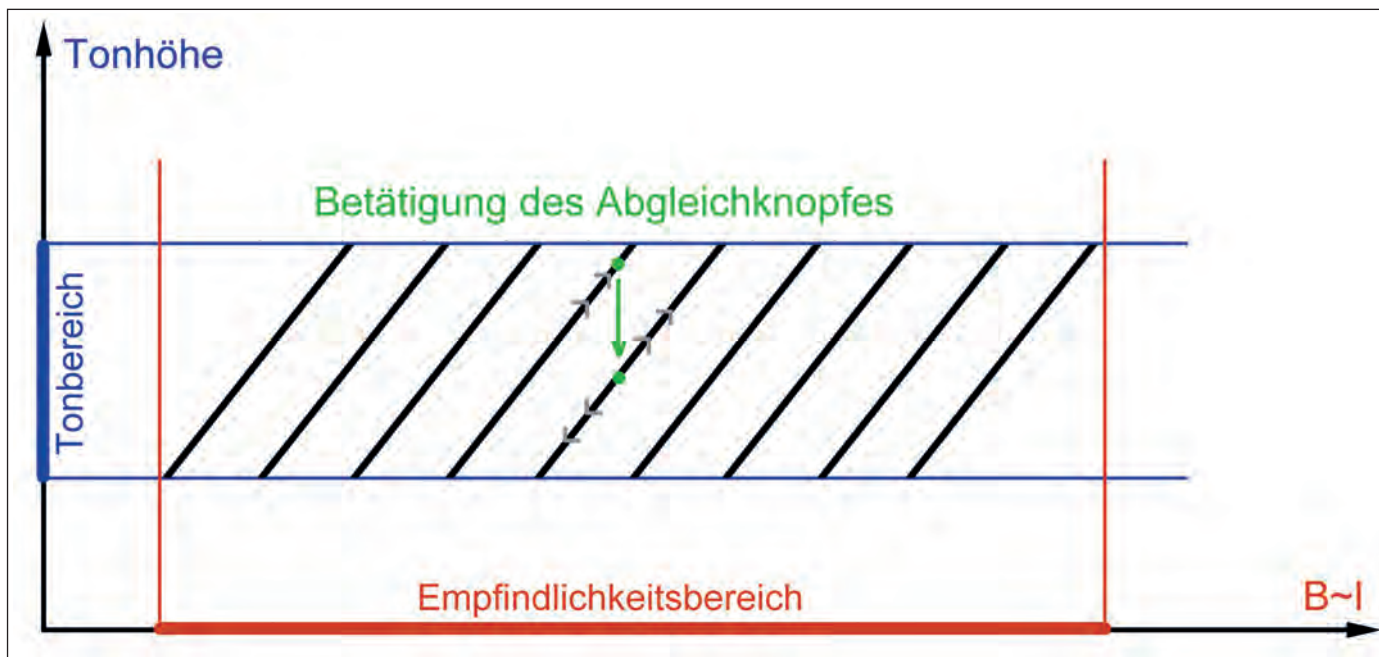 Tonhöhe
Betätigung des Abgleichknopfes
Tonbereich
Empfindlichkeitsbereich
B~I